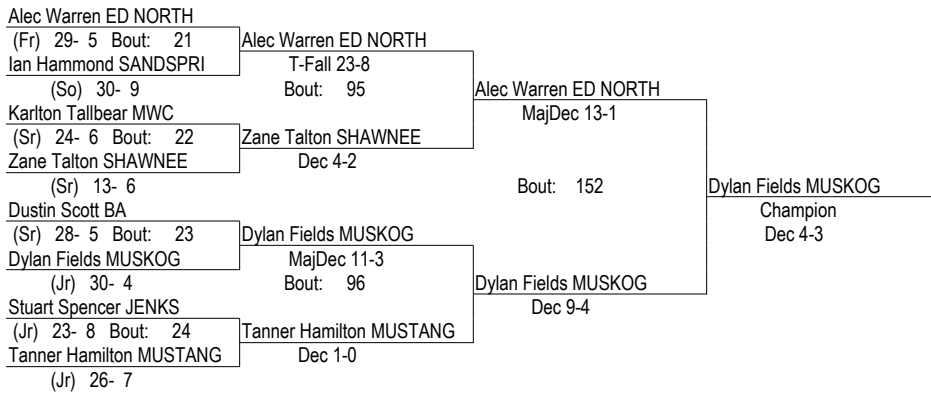 Alec Warren ED NORTH
(Fr) 29- 5 Bout: 21
Alec Warren ED NORTH
Ian Hammond SANDSPRI
T-Fall 23-8
(So) 30- 9
Bout: 95
Alec Warren ED NORTH
Karlton Tallbear MWC
MajDec 13-1
(Sr) 24- 6 Bout: 22
Zane Talton SHAWNEE
Zane Talton SHAWNEE
Dec 4-2
(Sr) 13- 6
Bout: 152
Dylan Fields MUSKOG
Dustin Scott BA
Champion
(Sr) 28- 5 Bout: 23
Dylan Fields MUSKOG
Dec 4-3
Dylan Fields MUSKOG
MajDec 11-3
(Jr) 30- 4
Bout: 96
Dylan Fields MUSKOG
Stuart Spencer JENKS
Dec 9-4
(Jr) 23- 8 Bout: 24
Tanner Hamilton MUSTANG
Tanner Hamilton MUSTANG
Dec 1-0
(Jr) 26- 7